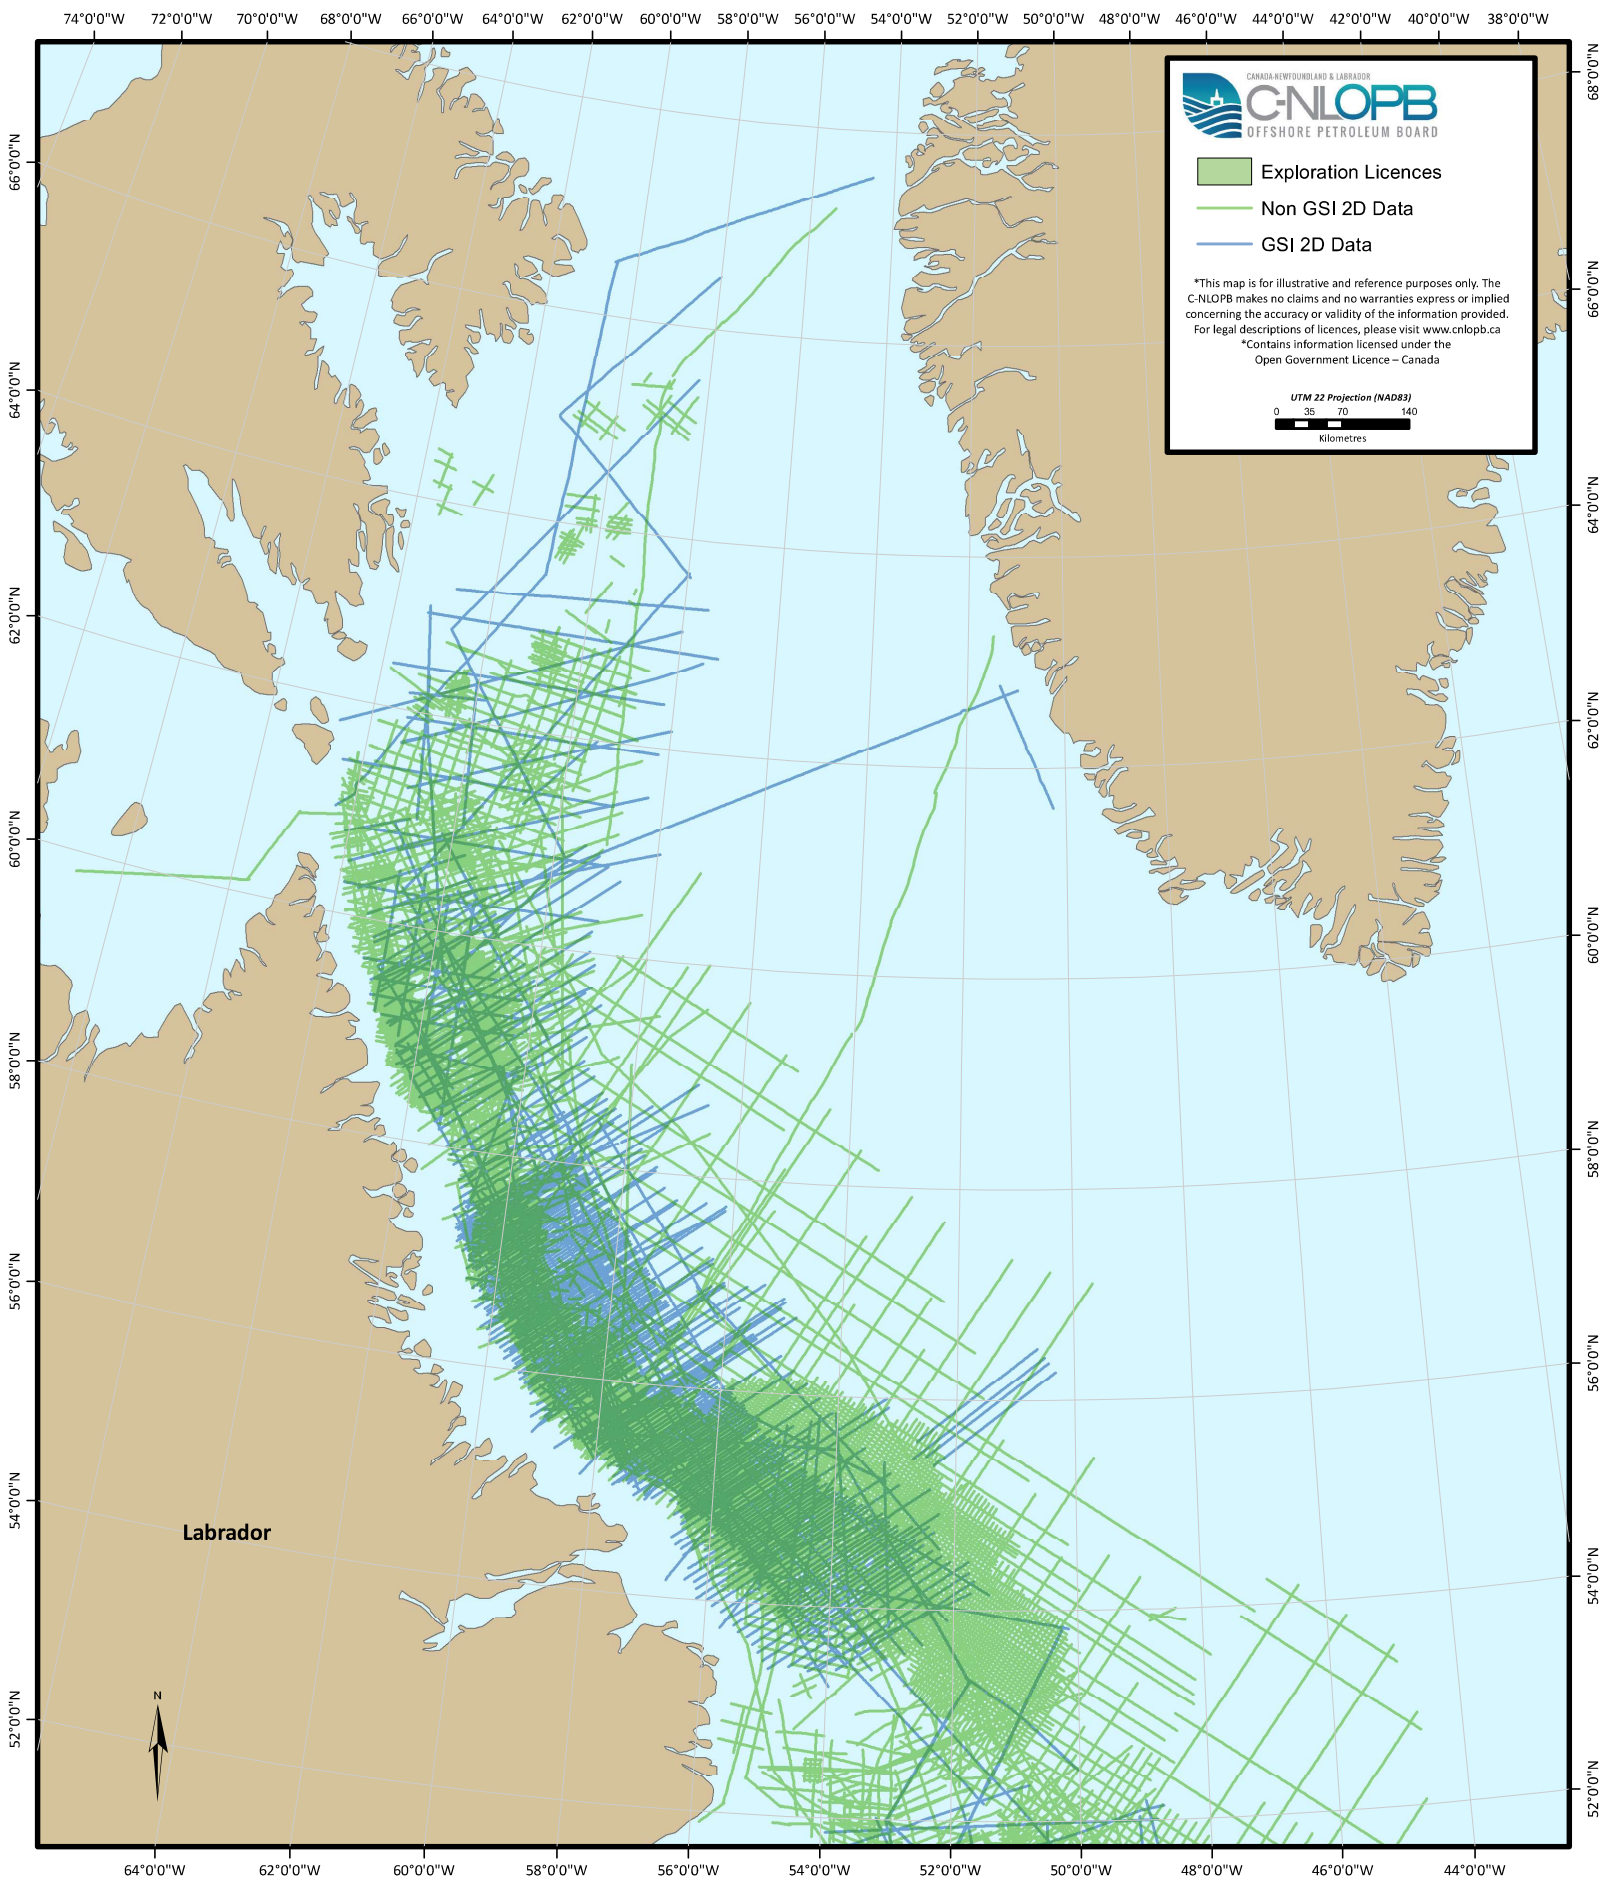 74°0'0"W 72°0'0"W 70°0'0"W 68°0'0"W 66°0'0"W 64°0'0"W 62°0'0"W 60°0'0"W 58°0'0"W 56°0'0"W 54°0'0"W 52°0'0"W 50°0'0"W 48°0'0"W 46°0'0"W 44°0'0"W 42°0'0"W 40°0'0"W 38°0'0"W
CANADA-NEWFOUNDLAND & LABRADOR
C-NLOPB
OFFSHORE PETROLEUM BOARD
Exploration Licences
Non GSI 2D Data
GSI 2D Data
*This map is for illustrative and reference purposes only. The
C-NLOPB makes no claims and no warranties express or implied
concerning the accuracy or validity of the information provided.
For legal descriptions of licences, please visit www.cnlopb.ca
*Contains information licensed under the
Open Government Licence – Canada
UTM 22 Projection (NAD83)
0 35 70 140
Kilometres
66°0'0"N
64°0'0"N
62°0'0"N
60°0'0"N
58°0'0"N
56°0'0"N
54°0'0"N
52°0'0"N
68°0'0"N
66°0'0"N
64°0'0"N
62°0'0"N
60°0'0"N
58°0'0"N
56°0'0"N
54°0'0"N
52°0'0"N
Labrador
N
64°0'0"W 62°0'0"W 60°0'0"W 58°0'0"W 56°0'0"W 54°0'0"W 52°0'0"W 50°0'0"W 48°0'0"W 46°0'0"W 44°0'0"W